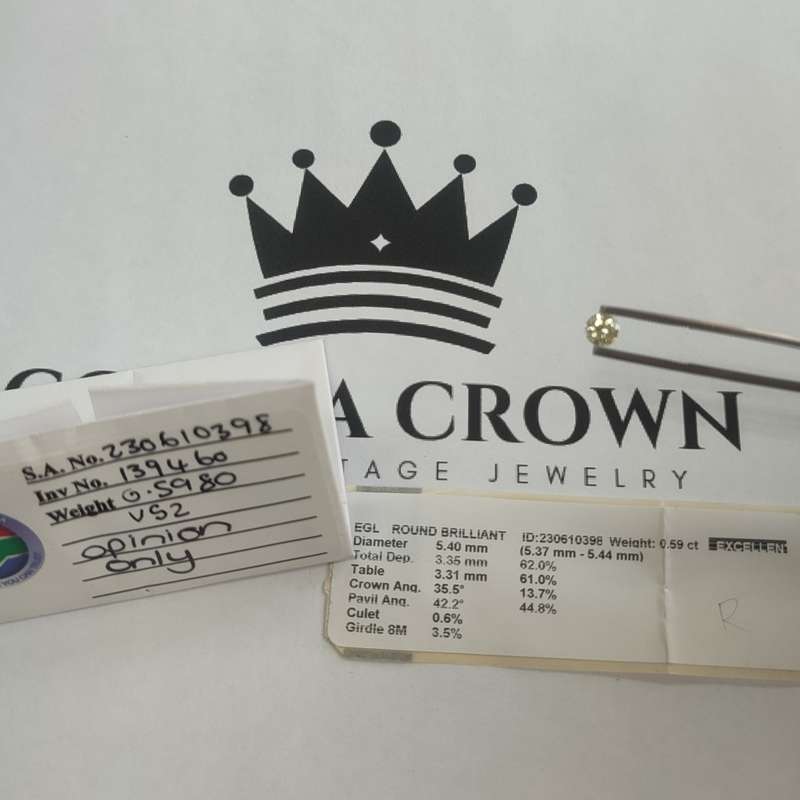 A CROWN
TAGE JEWELRY
S.A. No. 230610398
Inv No. 139460
Weight 0.5980
VS2
opinion
only
EGL ROUND BRILLIANT ID:230610398 Weight: 0.59 ct EXCELLENT
Diameter 5.40 mm (5.37 mm - 5.44 mm)
Total Dep. 3.35 mm 62.0%
Table 3.31 mm 61.0%
Crown Ang. 35.5° 13.7%
Pavil Ang. 42.2° 44.8%
Culet 0.6%
Girdle 8M 3.5%
R